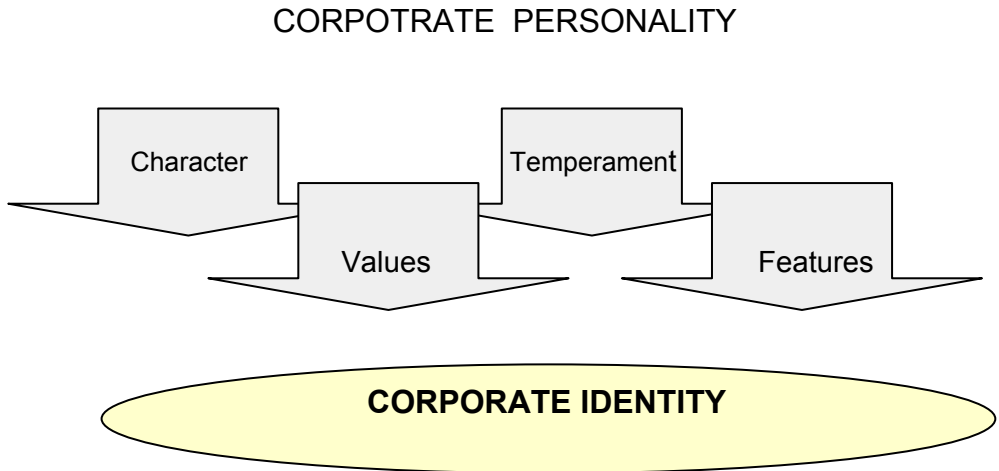 CORPOTRATE PERSONALITY
Character
Temperament
Values
Features
CORPORATE IDENTITY